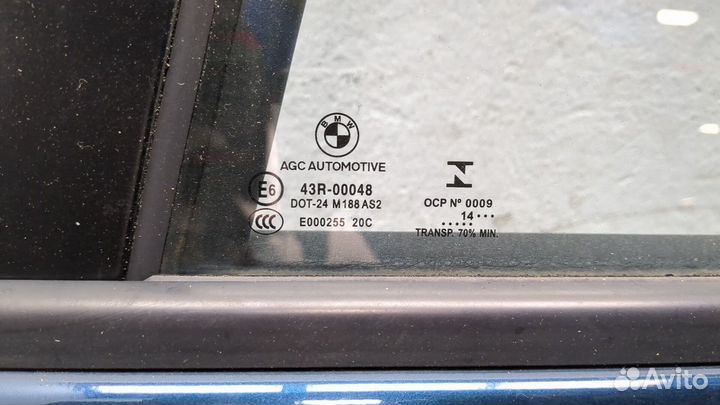 BMW
AGC AUTOMOTIVE
E6 43R-00048
DOT-24 M188 AS2
CCC E000255 20C
N
OCP Nº 0009
14...
.....
TRANSP. 70% MIN.
Avito